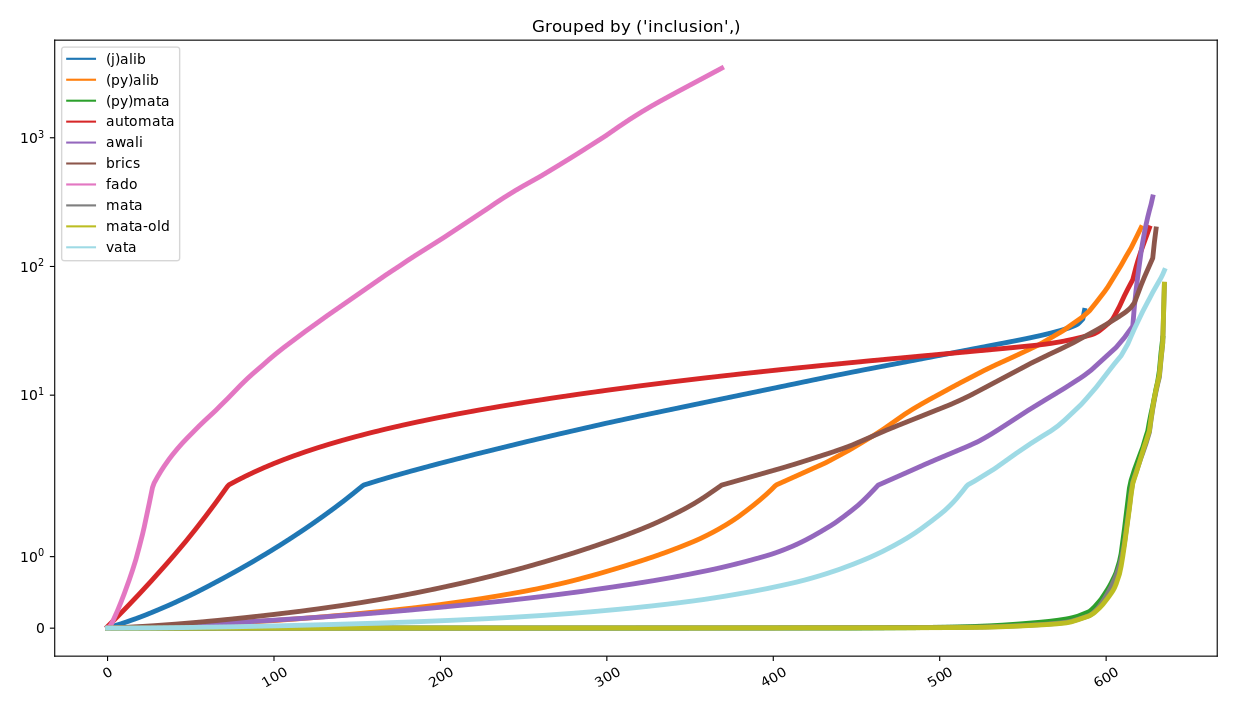 Grouped by ('inclusion',)
(j)alib
(py)alib
(py)mata
automata
awali
brics
fado
mata
mata-old
vata
10³
10²
10¹
10⁰
0
0
100
200
300
400
500
600